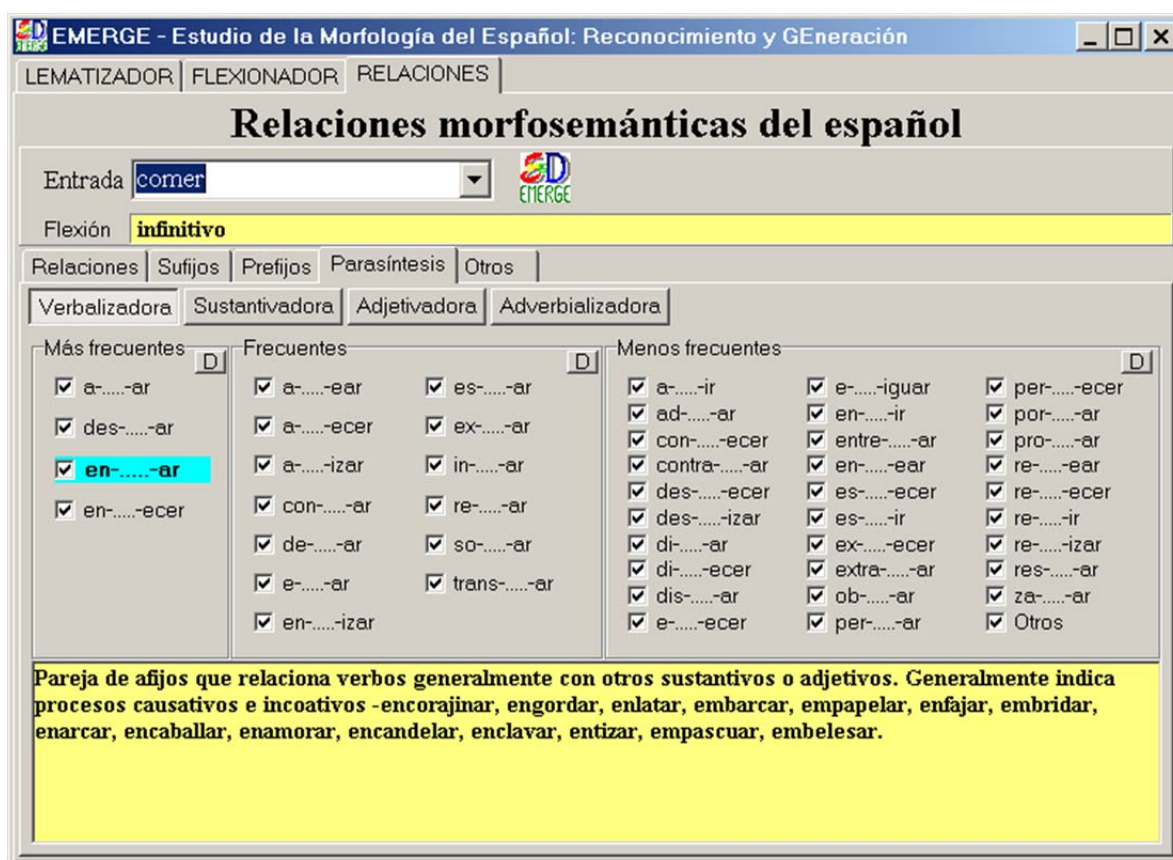 EMERGE - Estudio de la Morfología del Español: Reconocimiento y GEneración
LEMATIZADOR FLEXIONADOR RELACIONES
Relaciones morfosemánticas del español
Entrada comer
EMERGE
Flexión infinitivo
Relaciones Sufijos Prefijos Parasíntesis Otros
Verbalizadora Sustantivadora Adjetivadora Adverbializadora
Más frecuentes D
a-.....-ar
des-.....-ar
en-.....-ar
en-.....-ecer
Frecuentes D
a-.....-ear es-.....-ar
a-.....-ecer ex-.....-ar
a-.....-izar in-.....-ar
con-.....-ar re-.....-ar
de-.....-ar so-.....-ar
e-.....-ar trans-.....-ar
en-.....-izar
Menos frecuentes D
a-.....-ir e-.....-iguar per-.....-ecer
ad-.....-ar en-.....-ir por-.....-ar
con-.....-ecer entre-.....-ar pro-.....-ar
contra-.....-ar en-.....-ear re-.....-ear
des-.....-ecer es-.....-ecer re-.....-ecer
des-.....-izar es-.....-ir re-.....-ir
di-.....-ar ex-.....-ecer re-.....-izar
di-.....-ecer extra-.....-ar res-.....-ar
dis-.....-ar ob-.....-ar za-.....-ar
e-.....-ecer per-.....-ar Otros
Pareja de afijos que relaciona verbos generalmente con otros sustantivos o adjetivos. Generalmente indica
procesos causativos e incoativos -encorajinar, engordar, enlatar, embarcar, empapelar, enfajar, embridar,
enarcar, encaballar, enamorar, encandelar, enclavar, entizar, empascuar, embelesar.